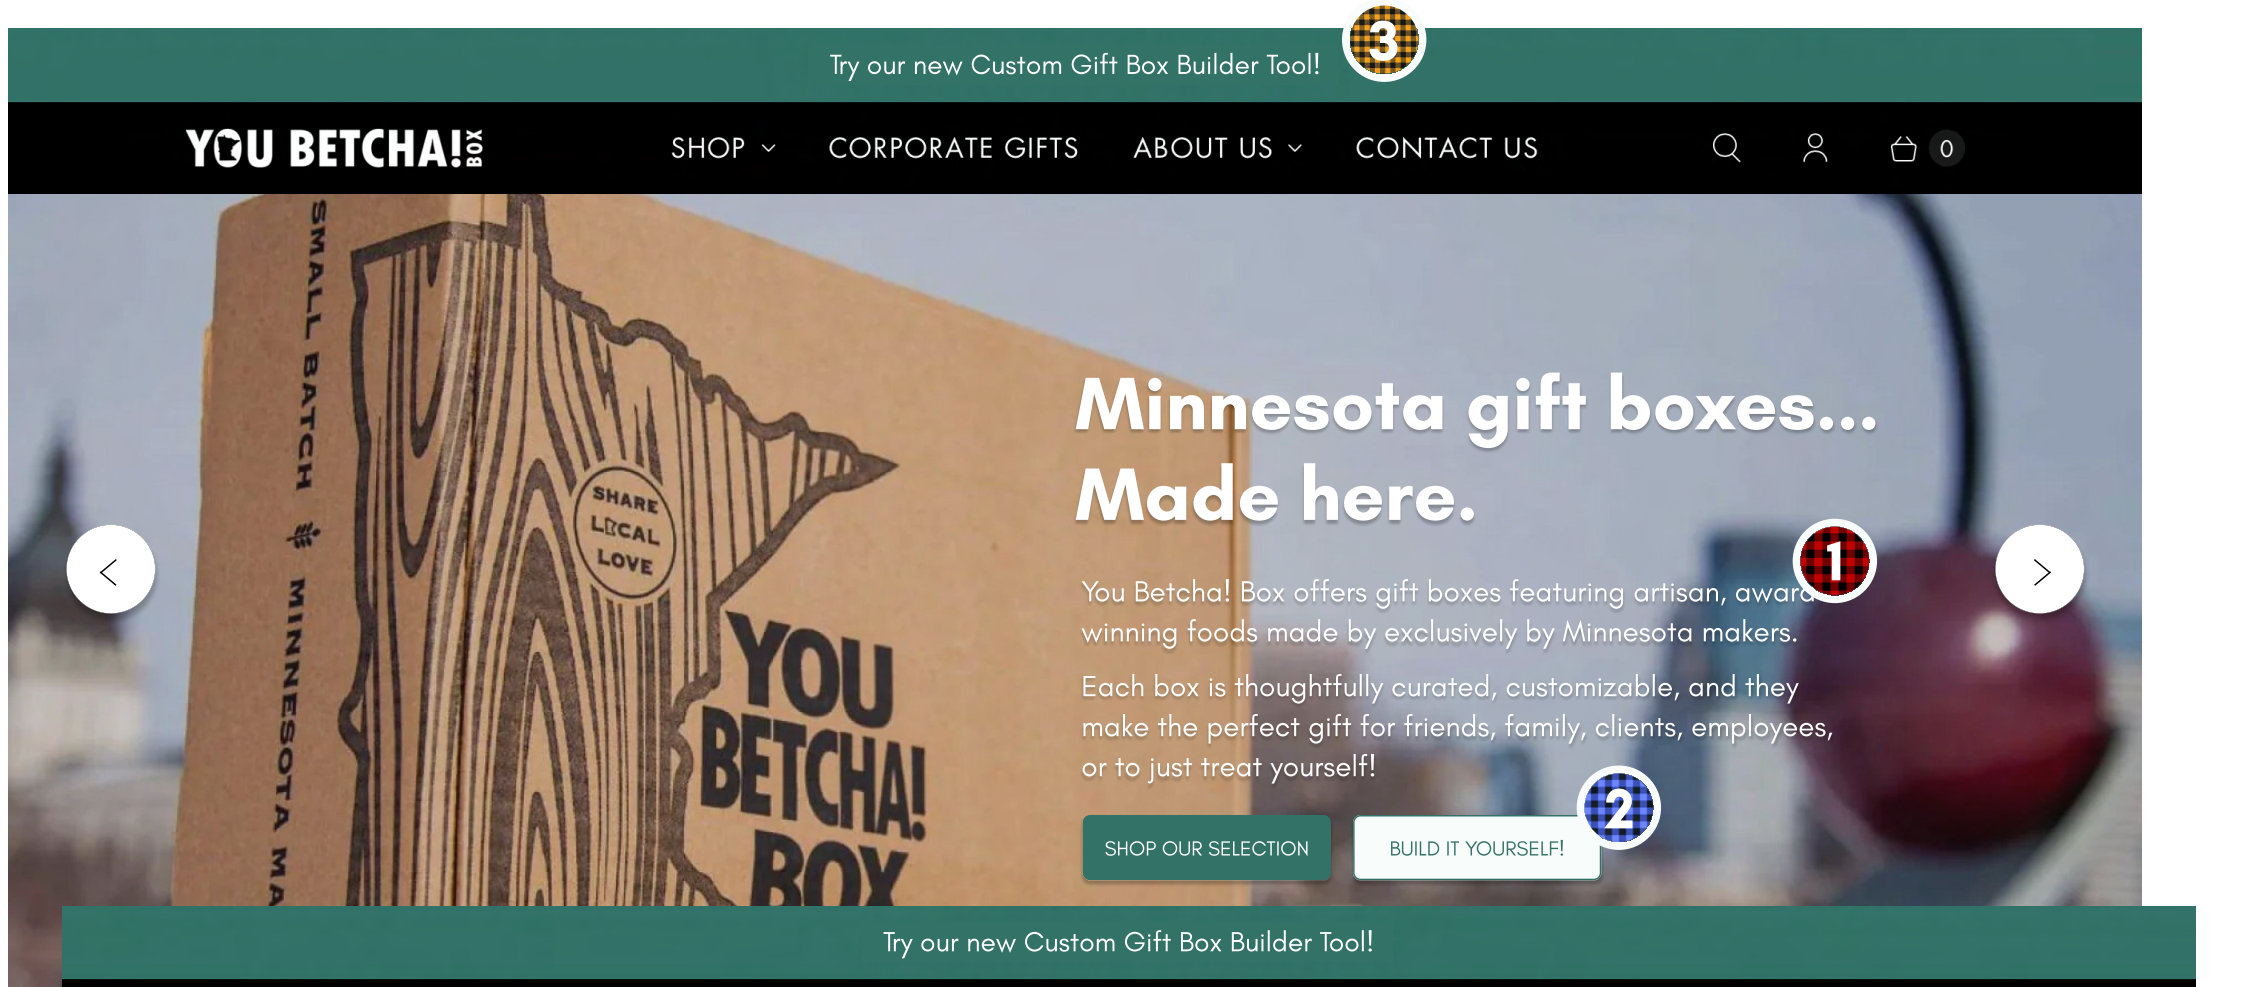 Try our new Custom Gift Box Builder Tool!
3
YOU BETCHA! BOX
SHOP
CORPORATE GIFTS
ABOUT US
CONTACT US
0
SMALL BATCH MINNESOTA MA
SHARE
LOCAL
LOVE
YOU
BETCHA!
BOX
Minnesota gift boxes...
Made here.
1
You Betcha! Box offers gift boxes featuring artisan, award
winning foods made by exclusively by Minnesota makers.
Each box is thoughtfully curated, customizable, and they
make the perfect gift for friends, family, clients, employees,
or to just treat yourself!
2
SHOP OUR SELECTION
BUILD IT YOURSELF!
Try our new Custom Gift Box Builder Tool!